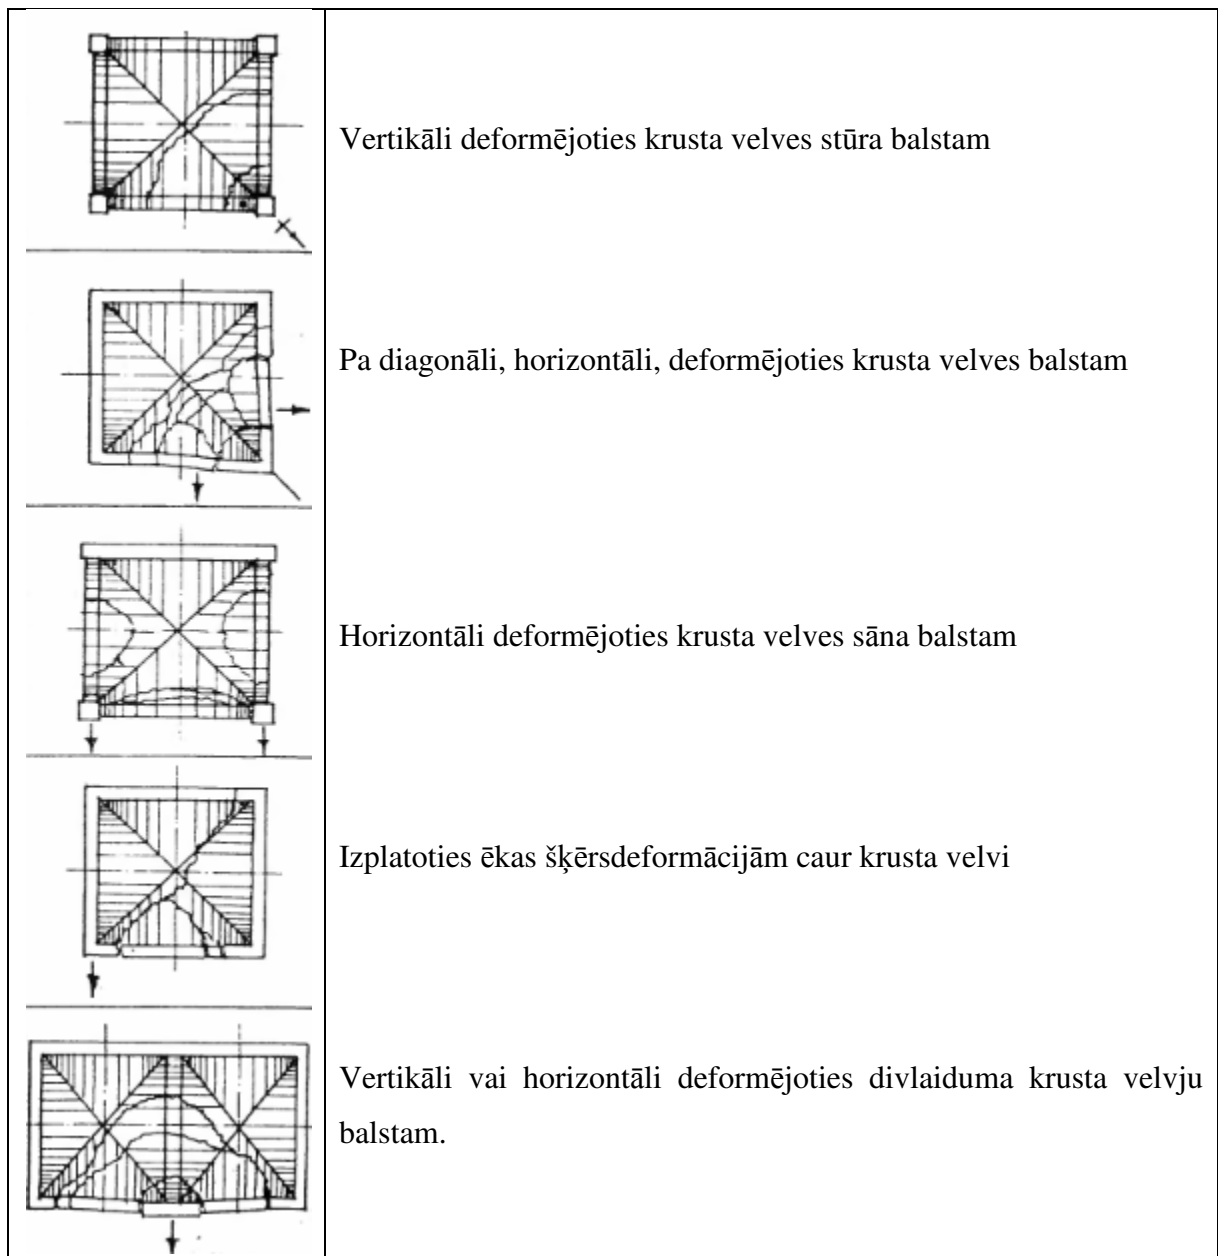 Vertikāli deformējoties krusta velves stūra balstam
Pa diagonāli, horizontāli, deformējoties krusta velves balstam
Horizontāli deformējoties krusta velves sāna balstam
Izplatoties ēkas šķērsdeformācijām caur krusta velvi
Vertikāli vai horizontāli deformējoties divlaiduma krusta velvju
balstam.